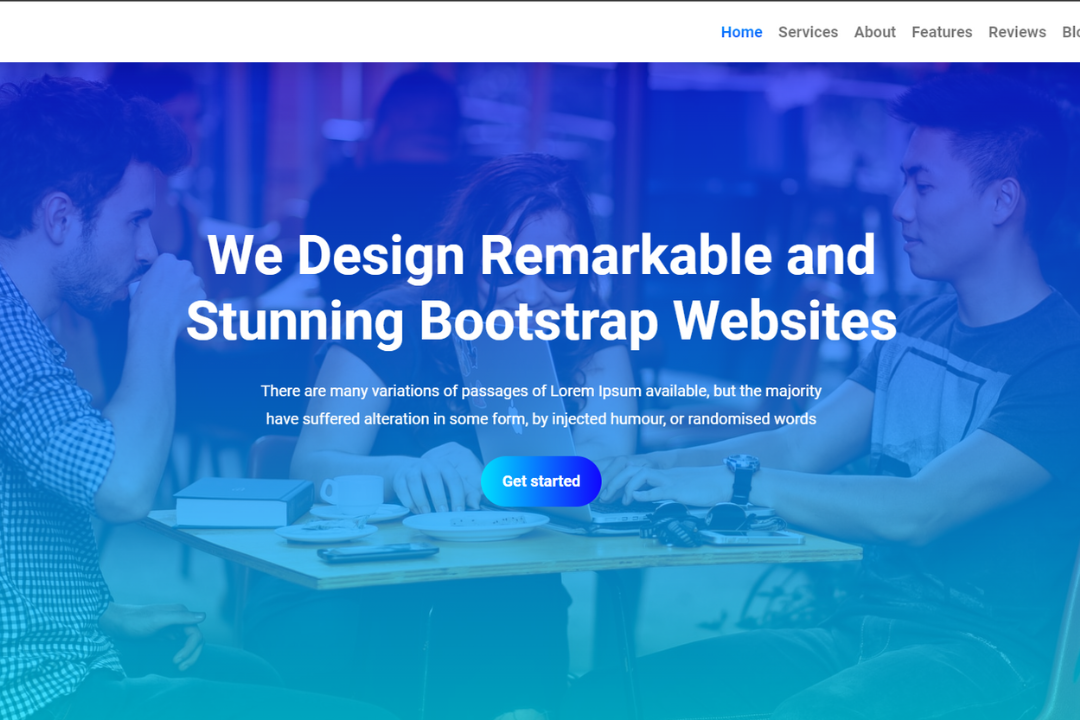 Home Services About Features Reviews
We Design Remarkable and
Stunning Bootstrap Websites
There are many variations of passages of Lorem Ipsum available, but the majority
have suffered alteration in some form, by injected humour, or randomised words
Get started